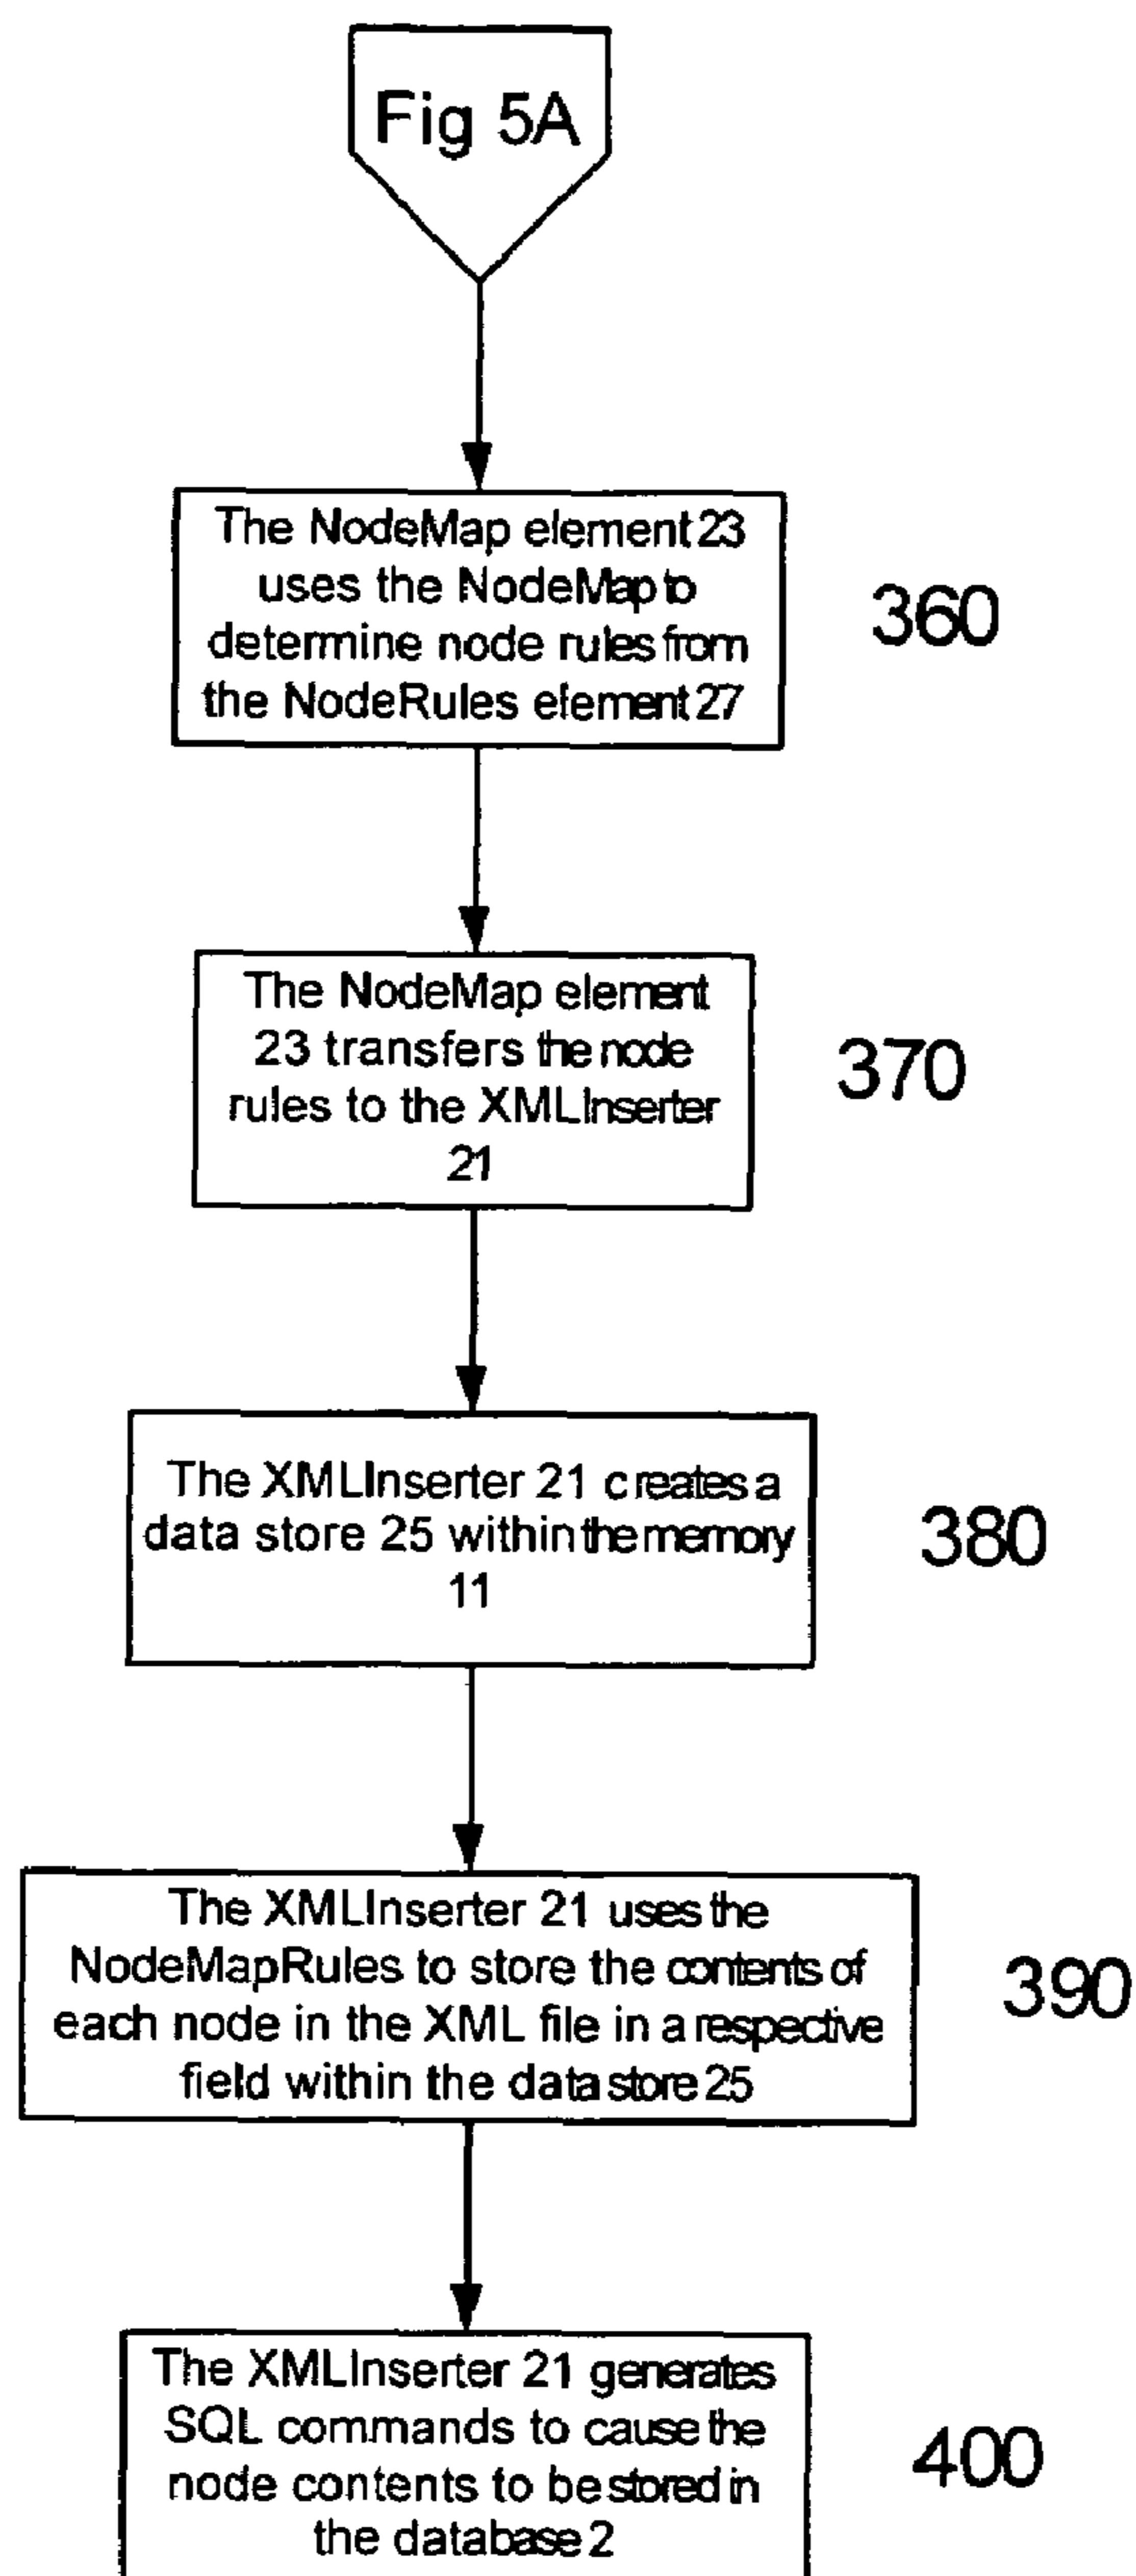 Fig 5A
The NodeMap element 23
uses the NodeMap to
determine node rules from
the NodeRules element 27
360
The NodeMap element
23 transfers the node
rules to the XMLInserter
21
370
The XMLInserter 21 creates a
data store 25 within the memory
11
380
The XMLInserter 21 uses the
NodeMapRules to store the contents of
each node in the XML file in a respective
field within the data store 25
390
The XMLInserter 21 generates
SQL commands to cause the
node contents to be stored in
the database 2
400